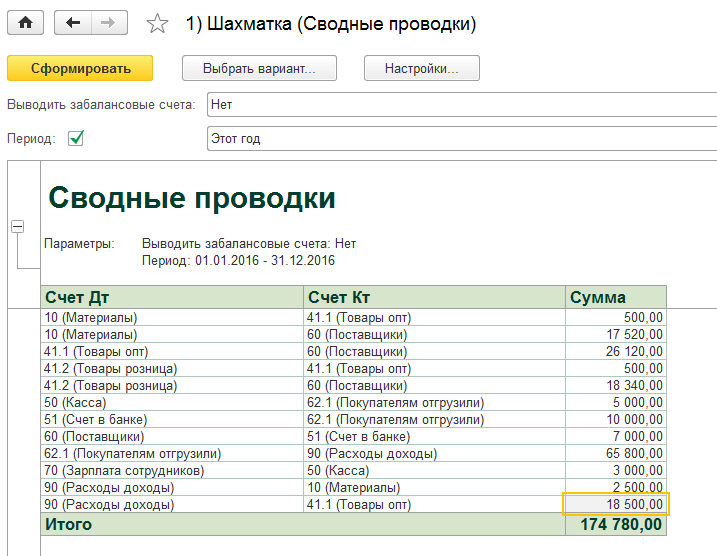 1) Шахматка (Сводные проводки)
Сформировать Выбрать вариант... Настройки...
Выводить забалансовые счета: Нет
Период: Этот год
Сводные проводки
Параметры: Выводить забалансовые счета: Нет
Период: 01.01.2016 - 31.12.2016
Счет Дт Счет Кт Сумма
10 (Материалы) 41.1 (Товары опт) 500,00
10 (Материалы) 60 (Поставщики) 17 520,00
41.1 (Товары опт) 60 (Поставщики) 26 120,00
41.2 (Товары розница) 41.1 (Товары опт) 500,00
41.2 (Товары розница) 60 (Поставщики) 18 340,00
50 (Касса) 62.1 (Покупателям отгрузили) 5 000,00
51 (Счет в банке) 62.1 (Покупателям отгрузили) 10 000,00
60 (Поставщики) 51 (Счет в банке) 7 000,00
62.1 (Покупателям отгрузили) 90 (Расходы доходы) 65 800,00
70 (Зарплата сотрудников) 50 (Касса) 3 000,00
90 (Расходы доходы) 10 (Материалы) 2 500,00
90 (Расходы доходы) 41.1 (Товары опт) 18 500,00
Итого 174 780,00